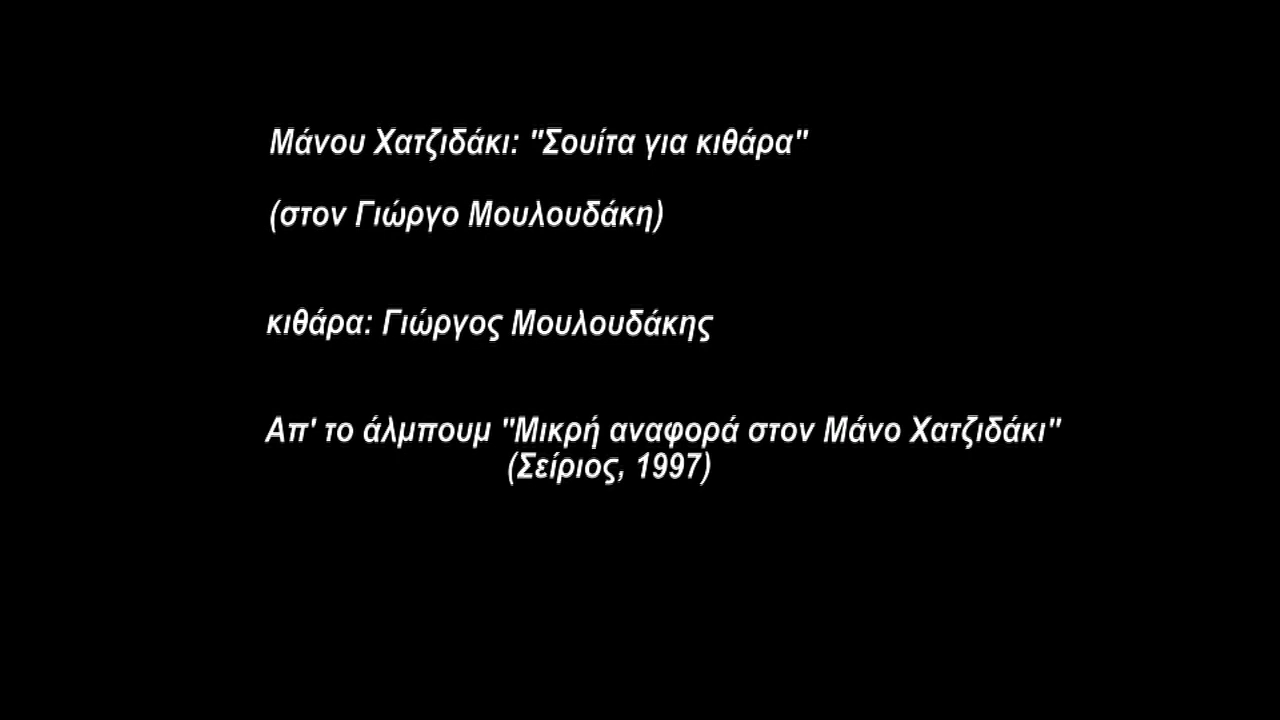 Μάνου Χατζιδάκι: "Σουίτα για κιθάρα"
(στον Γιώργο Μουλουδάκη)
κιθάρα: Γιώργος Μουλουδάκης
Απ' το άλμπουμ "Μικρή αναφορά στον Μάνο Χατζιδάκι"
(Σείριος, 1997)